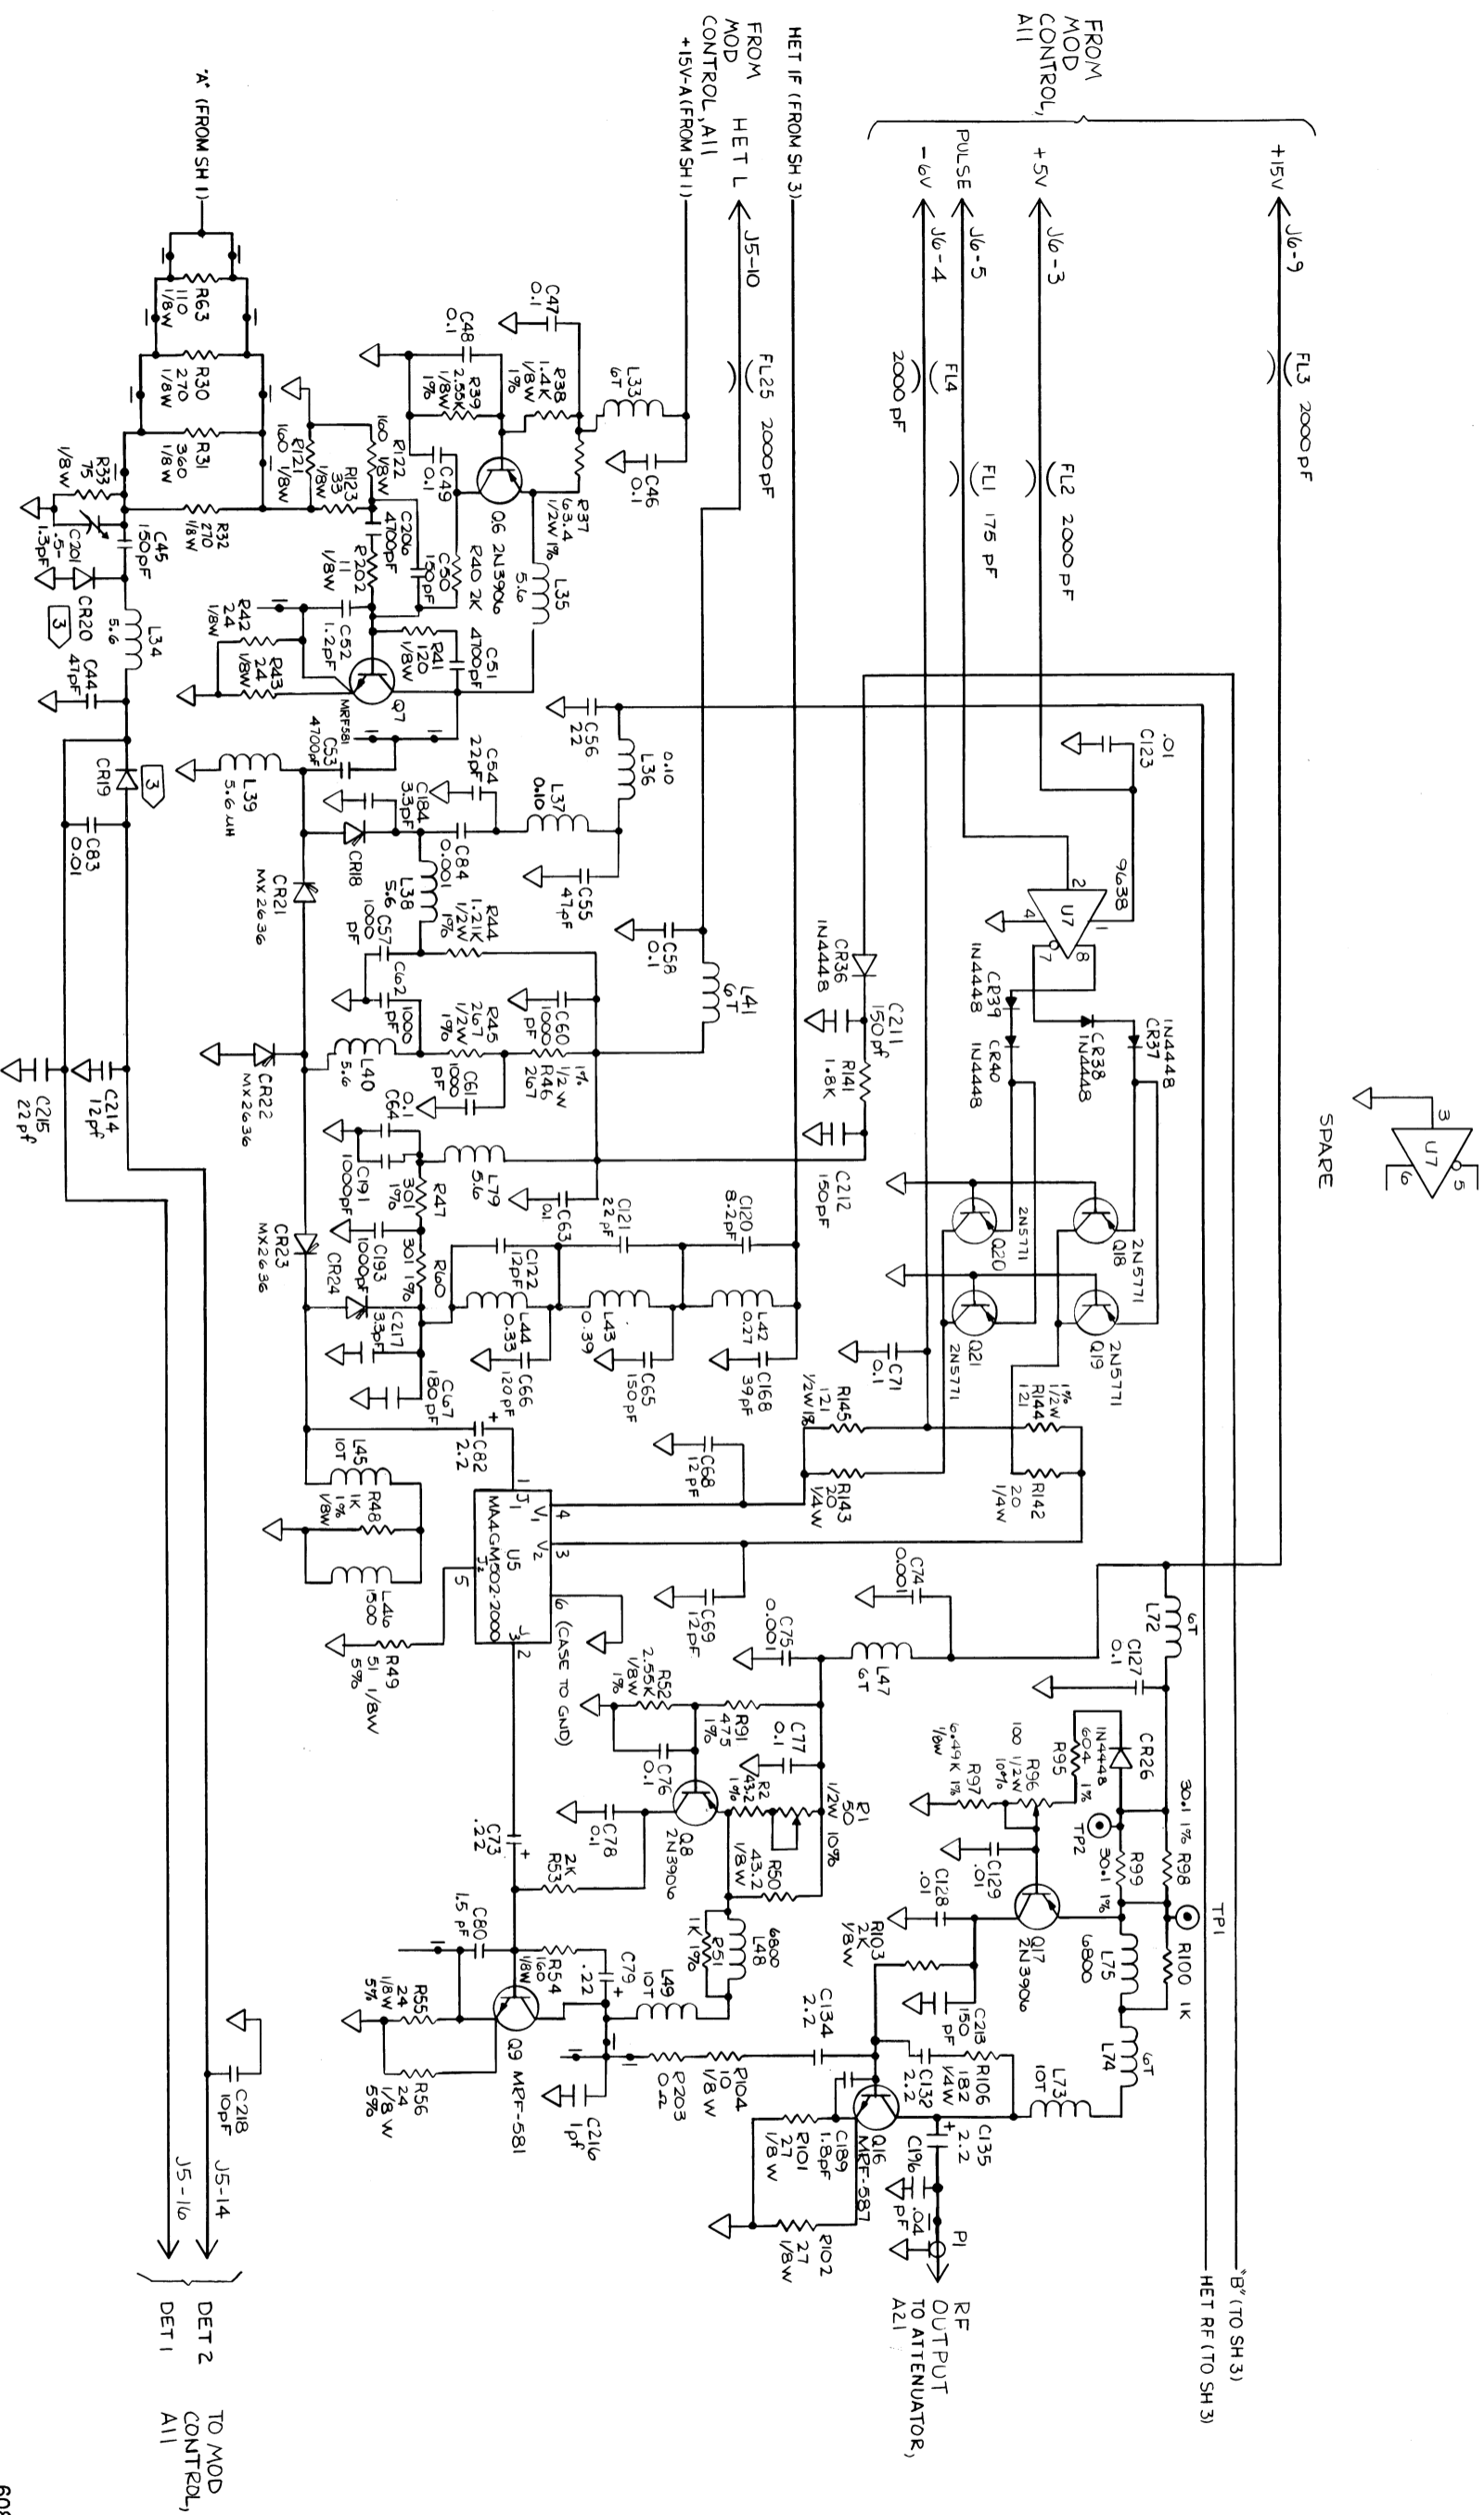 SPARE
3
U7
5
6
FROM
MOD
CONTROL,
A11
+15V
J6-9
FL3 2000pF
+5V
J6-3
FL2 2000pF
PULSE
J6-5
FL1 175 pF
-6V
J6-4
FL4
2000pF
HET IF (FROM SH 3)
FROM
MOD
CONTROL, A11
HET L
J5-10
FL25 2000pF
+15V-A (FROM SH 1)
"A" (FROM SH 1)
"B" (TO SH 3)
HET RF (TO SH 3)
.01
C123
9638
U7
2
1
4
7
8
1N4448
CR37
CR38
1N4448
CR39
1N4448
CR40
1N4448
CR36
1N4448
C211
150pf
R141
1.8K
C212
150pF
2N5771
Q18
2N5771
Q19
2N5771
Q20
Q21
2N5771
C71
0.1
1%
1/2W
R144
121
R145
121
1/2W 1%
R142
20
1/4W
R143
20
1/4W
6T
L72
C127
0.1
CR26
1N4448
604 1%
R95
R96
100 1/2W
10%
R97
6.49K 1%
1/8W
TP2
30.1 1% R98
R99
30.1 1%
TP1
R100 1K
C129
.01
C128
.01
Q17
2N3906
L75
6800
L74
6T
L73
10T
R103
2K
1/8W
C213
150
pF
R106
182
1/4W
C132
2.2
C134
2.2
C135
2.2
+
Q16
MRF-587
C189
1.8pF
R101
27
1/8W
R102
27
1/8W
C196
.04
pF
P1
RF
OUTPUT
TO ATTENUATOR,
A21
C74
0.001
L47
6T
C75
0.001
R91
475
1%
R52
2.55K
1/8W
1%
C77
0.1
C76
0.1
R1
50
1/2W 10%
R2
43.2
1%
R50
43.2
1/8W
Q8
2N3906
C78
0.1
R53
2K
6800
L48
R51
1K 1%
L49
10T
C79
.22
+
R54
160
1/8W
C80
1.5 pF
Q9 MRF-581
R55
24
1/8W
5%
R56
24
1/8 W
5%
R104
10
1/8W
R203
0Ω
C216
1pf
C73
.22
+
C68
12pF
C69
12pF
U5
MA4GM502-2000
J1
V1
V2
J2
J3
1
4
3
5
2
6 (CASE TO GND)
C82
2.2
+
L45
10T
R48
1K
1%
1/8W
L46
1500
R49
51 1/8W
5%
C120
8.2pF
C121
22pF
C122
12pF
L42
0.27
L43
0.39
L44
0.33
C168
39pF
C65
150pF
C66
120pF
C67
180pF
C217
3.3pF
CR24
R60
301 1%
R47
301
1%
C193
1000pF
C191
1000pF
C64
0.1
L79
5.6
C63
0.1
L41
6T
C58
0.1
C60
1000
pF
1%
1/2W
R46
267
R45
267
1/2W
1%
C61
1000
pF
R44
1.21K
1/2W
1%
C62
1000
pF
C57
1000
pF
L40
5.6
L38
5.6
C84
0.001
C184
3.3pF
CR18
C54
22pF
L37
0.10
0.10
L36
C55
47pF
C56
22
CR21
MX2636
CR22
MX2636
CR23
MX2636
L39
5.6 uH
C53
4700pF
Q7
MRF581
C51
4700pF
R41
120
1/8W
C52
1.2pF
R42
24
1/8W
R43
24
1/8W
L35
5.6
R40 2K
C50
150pF
C206
4700pF
R202
11
1/8W
Q6 2N3906
R37
63.4
1/2W 1%
C46
0.1
L33
6T
C47
0.1
R38
1.4K
1/8W
1%
C48
0.1
R39
2.55K
1/8W
1%
C49
0.1
R122
160 1/8W
R123
33
1/8W
R121
160 1/8W
R63
110
1/8W
R30
270
1/8W
R31
360
1/8W
R32
270
1/8W
R33
75
1/8W
C201
.5-
1.3pF
C45
150pF
CR20
3
L34
5.6
C44
47pF
CR19
3
C83
0.01
C214
12pf
C215
22pf
C218
10pF
J5-14
J5-16
DET 2
DET 1
TO MOD
CONTROL,
A11